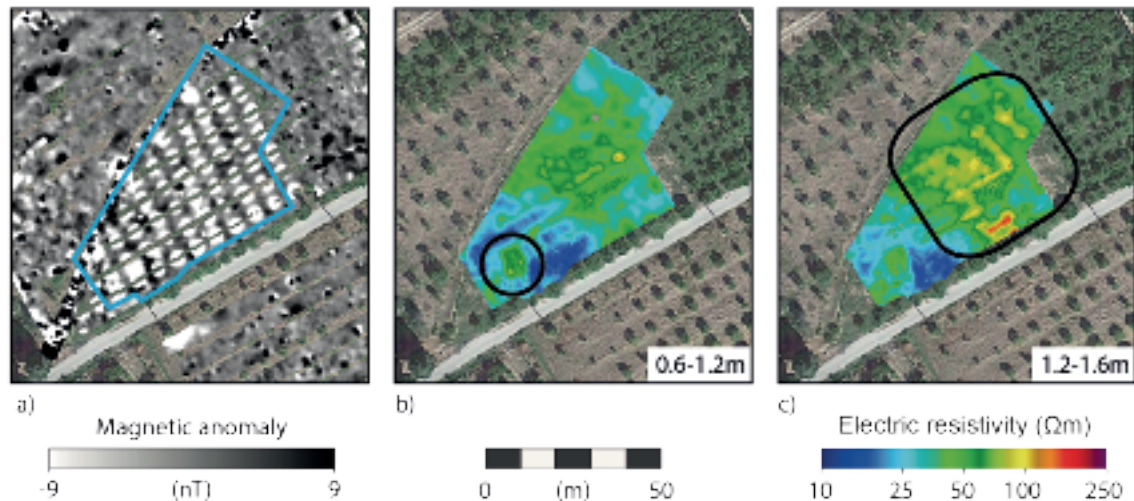 0.6-1.2m
1.2-1.6m
a)
b)
c)
Magnetic anomaly
-9
(nT)
9
0
(m)
50
Electric resistivity (Ωm)
10
25
50
100
250